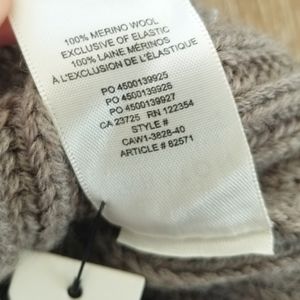 100% MERINO WOOL
EXCLUSIVE OF ELASTIC
100% LAINE MÉRINOS
À L'EXCLUSION DE L'ÉLASTIQUE
PO 4500139925
PO 4500139926
PO 4500139927
CA 23725 RN 122354
STYLE #
CAW1-3828-40
ARTICLE # 82571